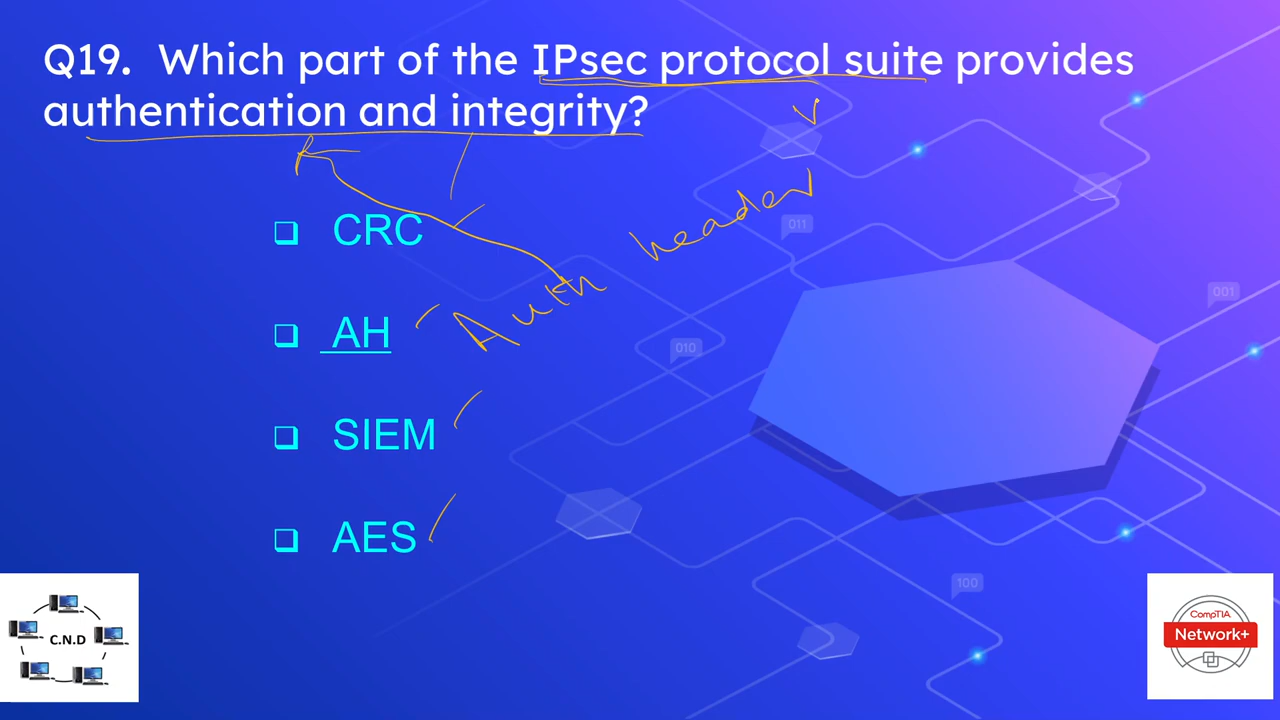 Q19. Which part of the IPsec protocol suite provides
authentication and integrity?
CRC
AH
Auth header
SIEM
AES
C.N.D
CompTIA
Network+
011
001
010
100